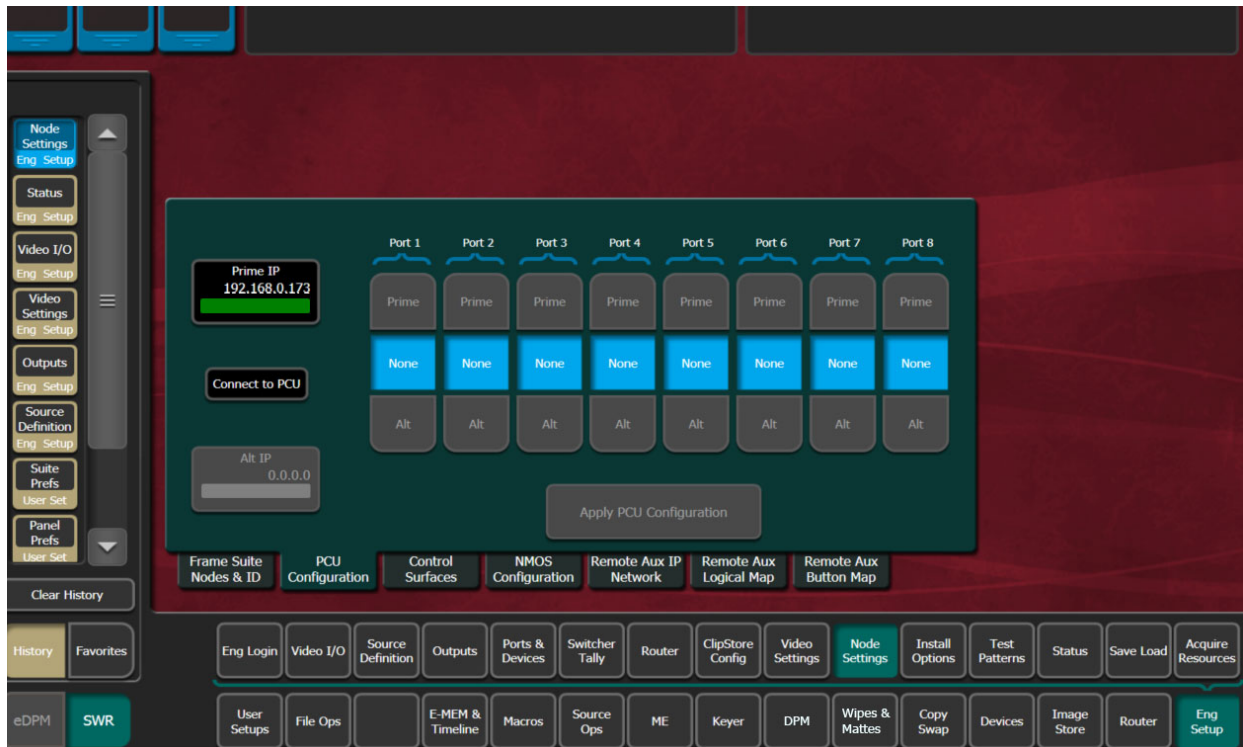 Node
Settings
Eng Setup
Status
Eng Setup
Video I/O
Eng Setup
Video
Settings
Eng Setup
Outputs
Eng Setup
Source
Definition
Eng Setup
Suite
Prefs
User Set
Panel
Prefs
User Set
Clear History
History
Favorites
eDPM
SWR
Port 1 Port 2 Port 3 Port 4 Port 5 Port 6 Port 7 Port 8
Prime IP
192.168.0.173
Prime Prime Prime Prime Prime Prime Prime Prime
None None None None None None None None
Connect to PCU
Alt Alt Alt Alt Alt Alt Alt Alt
Alt IP
0.0.0.0
Apply PCU Configuration
Frame Suite
Nodes & ID
PCU
Configuration
Control
Surfaces
NMOS
Configuration
Remote Aux IP
Network
Remote Aux
Logical Map
Remote Aux
Button Map
Eng Login
Video I/O
Source
Definition
Outputs
Ports &
Devices
Switcher
Tally
Router
ClipStore
Config
Video
Settings
Node
Settings
Install
Options
Test
Patterns
Status
Save Load
Acquire
Resources
User
Setups
File Ops
E-MEM &
Timeline
Macros
Source
Ops
ME
Keyer
DPM
Wipes &
Mattes
Copy
Swap
Devices
Image
Store
Router
Eng
Setup